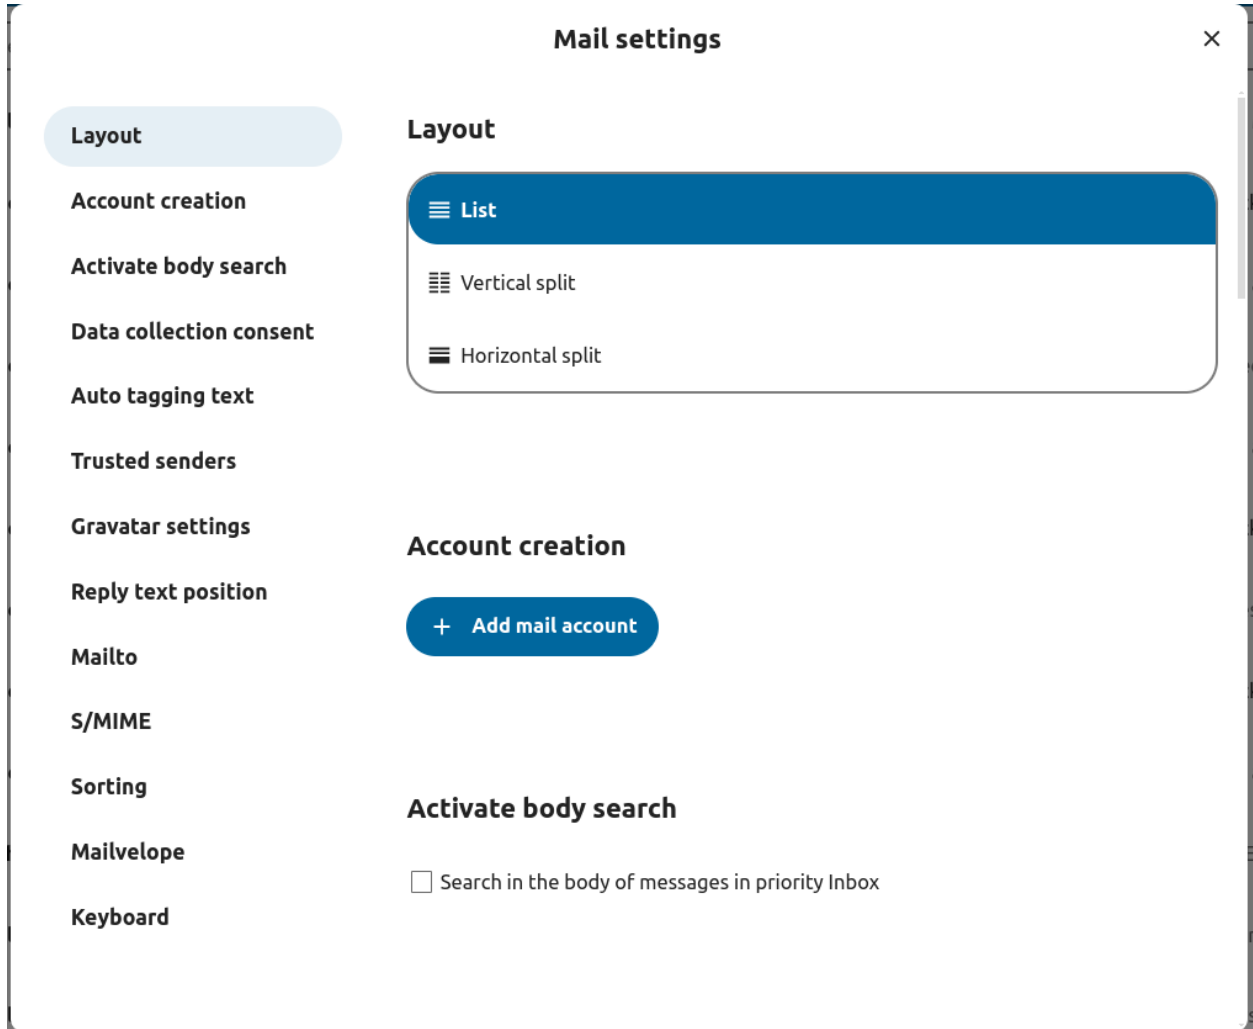 Mail settings
Layout
Account creation
Activate body search
Data collection consent
Auto tagging text
Trusted senders
Gravatar settings
Reply text position
Mailto
S/MIME
Sorting
Mailvelope
Keyboard
Layout
List
Vertical split
Horizontal split
Account creation
+ Add mail account
Activate body search
Search in the body of messages in priority Inbox